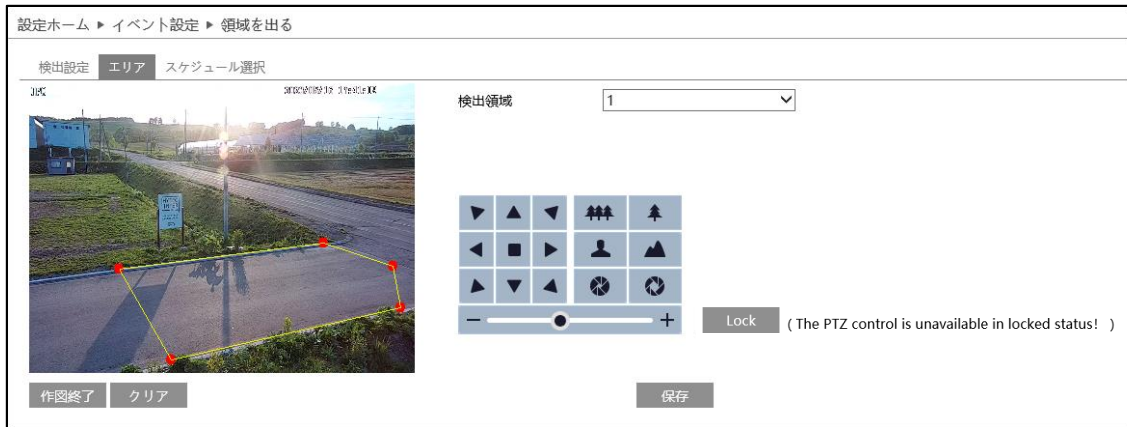 設定ホーム ▶ イベント設定 ▶ 領域を出る
検出設定 エリア スケジュール選択
検出領域 1
Lock ( The PTZ control is unavailable in locked status! )
作図終了 クリア 保存